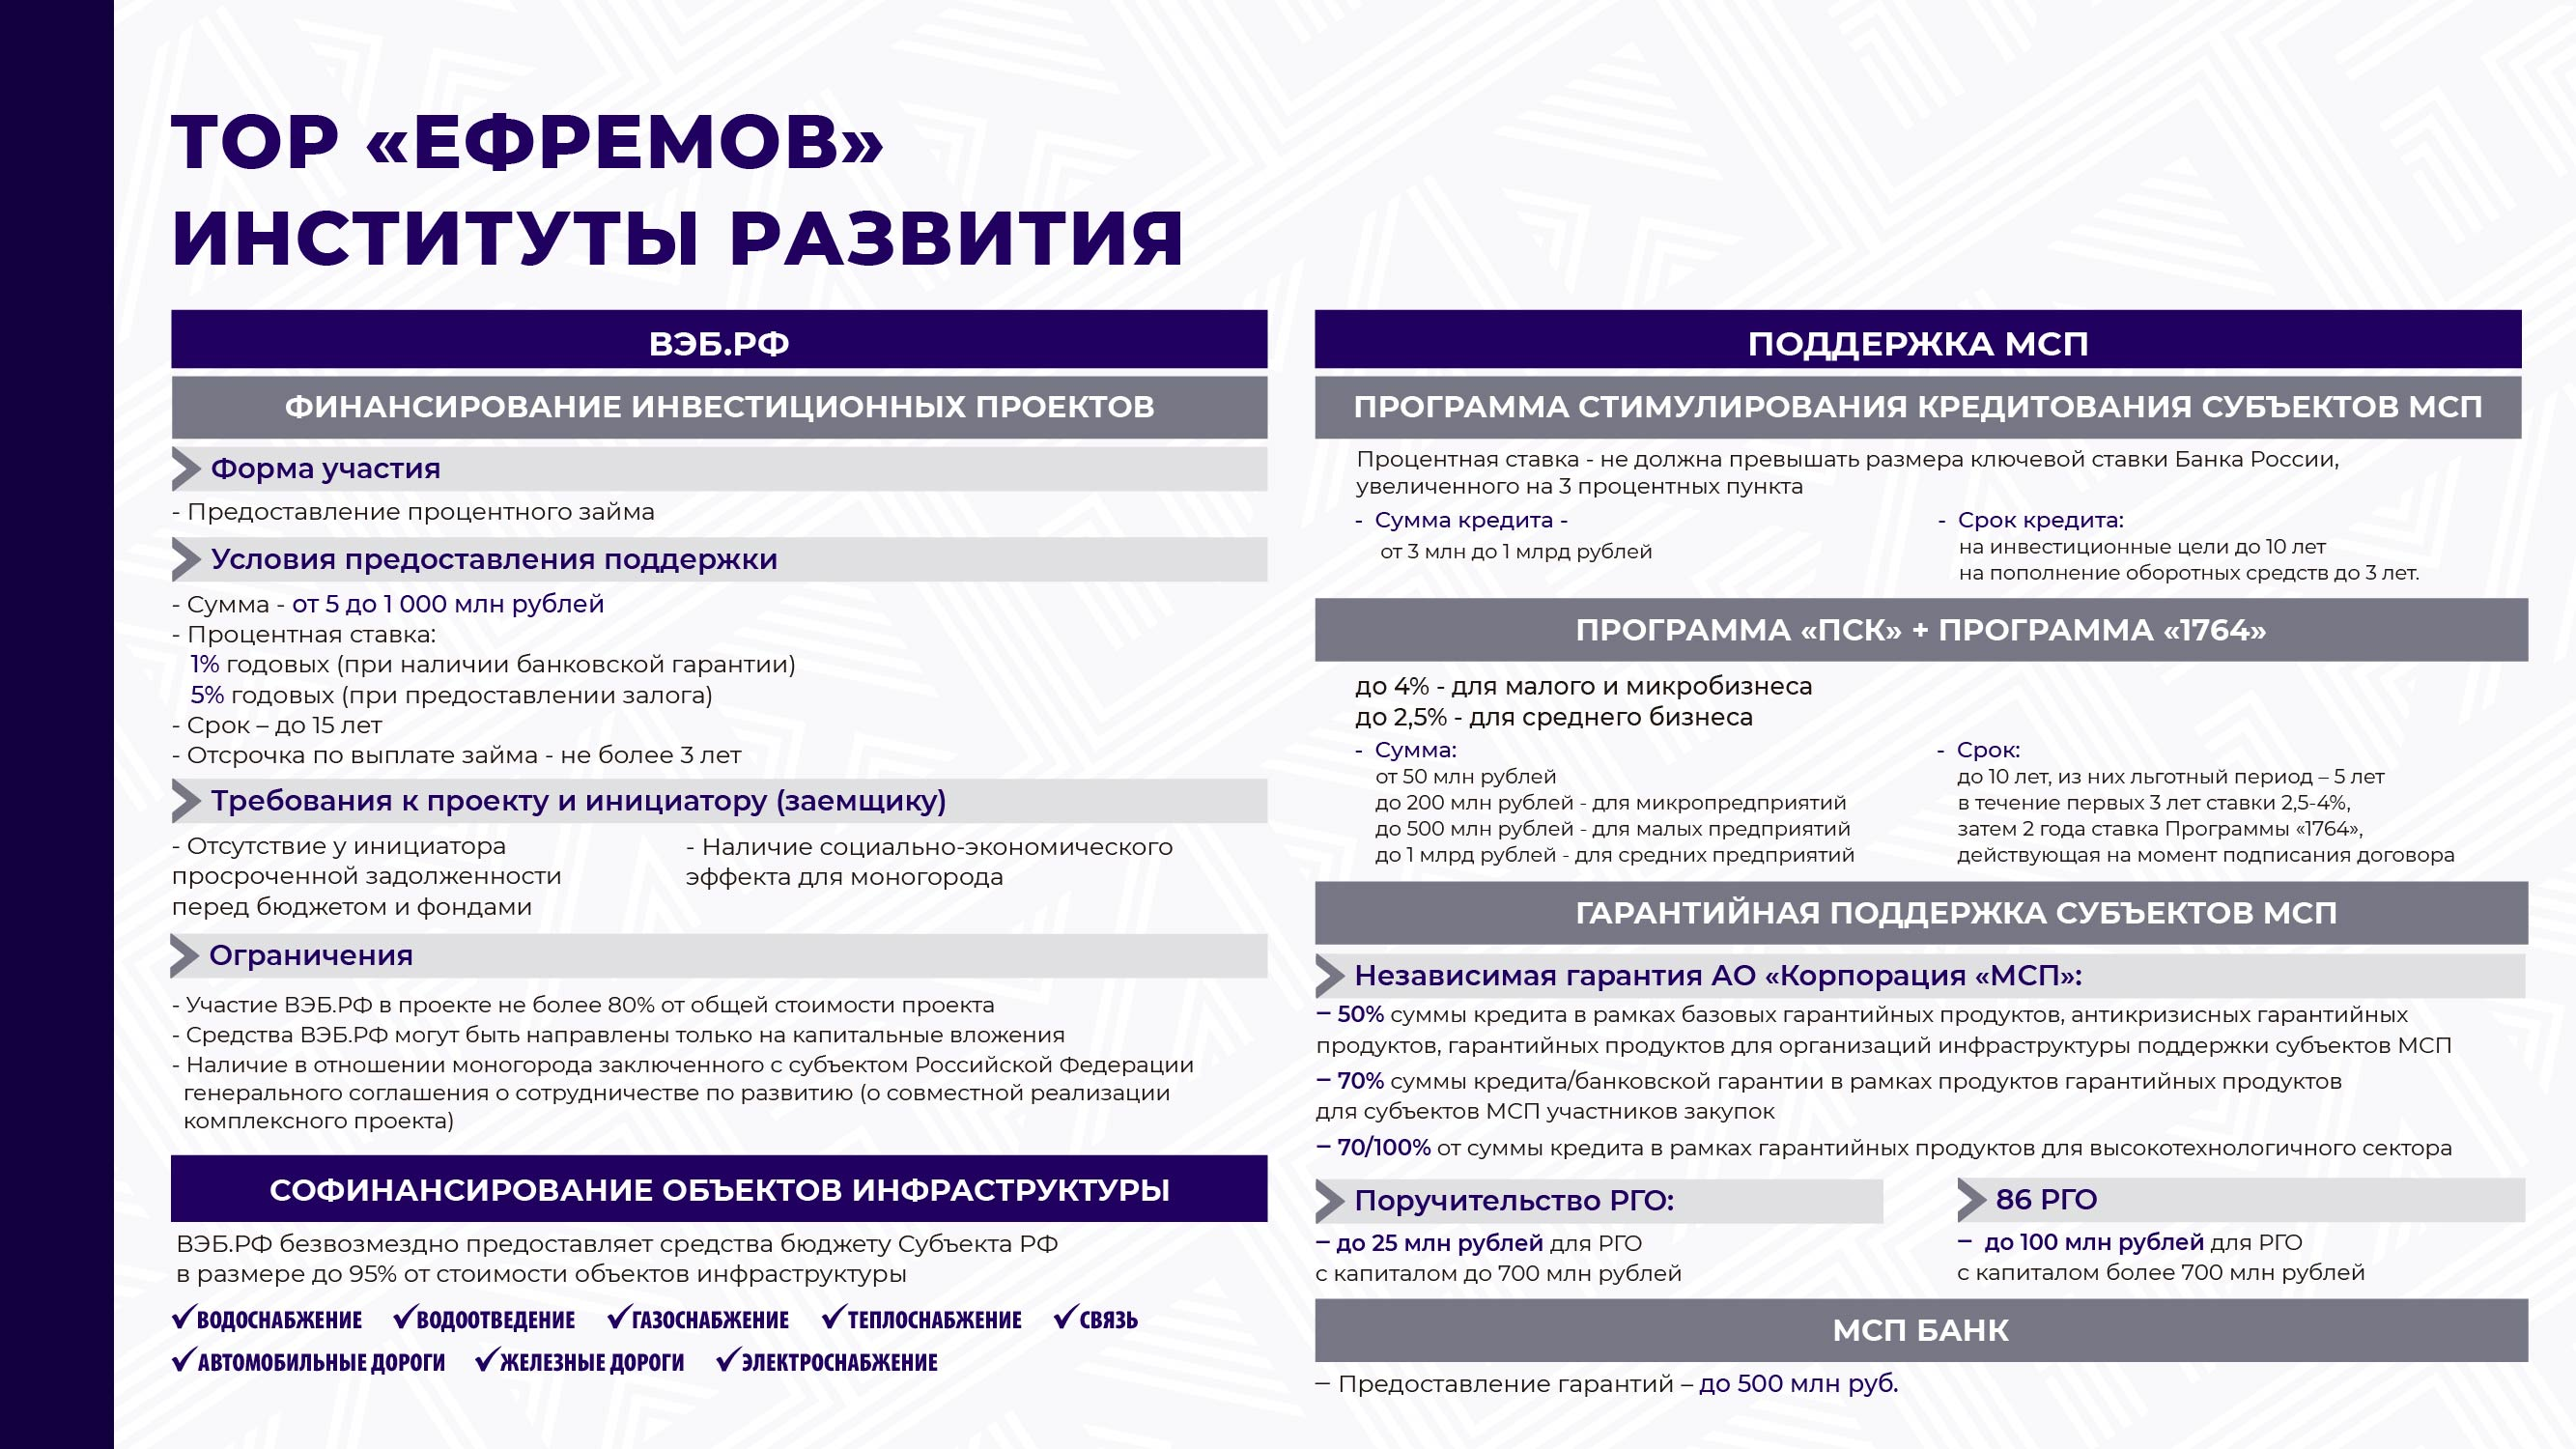 ТОР «ЕФРЕМОВ»
ИНСТИТУТЫ РАЗВИТИЯ
ВЭБ.РФ
ФИНАНСИРОВАНИЕ ИНВЕСТИЦИОННЫХ ПРОЕКТОВ
Форма участия
- Предоставление процентного займа
Условия предоставления поддержки
- Сумма - от 5 до 1 000 млн рублей
- Процентная ставка:
1% годовых (при наличии банковской гарантии)
5% годовых (при предоставлении залога)
- Срок – до 15 лет
- Отсрочка по выплате займа - не более 3 лет
Требования к проекту и инициатору (заемщику)
- Отсутствие у инициатора
просроченной задолженности
перед бюджетом и фондами
- Наличие социально-экономического
эффекта для моногорода
Ограничения
- Участие ВЭБ.РФ в проекте не более 80% от общей стоимости проекта
- Средства ВЭБ.РФ могут быть направлены только на капитальные вложения
- Наличие в отношении моногорода заключенного с субъектом Российской Федерации
генерального соглашения о сотрудничестве по развитию (о совместной реализации
комплексного проекта)
СОФИНАНСИРОВАНИЕ ОБЪЕКТОВ ИНФРАСТРУКТУРЫ
ВЭБ.РФ безвозмездно предоставляет средства бюджету Субъекта РФ
в размере до 95% от стоимости объектов инфраструктуры
✓ВОДОСНАБЖЕНИЕ ✓ВОДООТВЕДЕНИЕ ✓ГАЗОСНАБЖЕНИЕ ✓ТЕПЛОСНАБЖЕНИЕ ✓СВЯЗЬ
✓АВТОМОБИЛЬНЫЕ ДОРОГИ ✓ЖЕЛЕЗНЫЕ ДОРОГИ ✓ЭЛЕКТРОСНАБЖЕНИЕ
ПОДДЕРЖКА МСП
ПРОГРАММА СТИМУЛИРОВАНИЯ КРЕДИТОВАНИЯ СУБЪЕКТОВ МСП
Процентная ставка - не должна превышать размера ключевой ставки Банка России,
увеличенного на 3 процентных пункта
- Сумма кредита -
от 3 млн до 1 млрд рублей
- Срок кредита:
на инвестиционные цели до 10 лет
на пополнение оборотных средств до 3 лет.
ПРОГРАММА «ПСК» + ПРОГРАММА «1764»
до 4% - для малого и микробизнеса
до 2,5% - для среднего бизнеса
- Сумма:
от 50 млн рублей
до 200 млн рублей - для микропредприятий
до 500 млн рублей - для малых предприятий
до 1 млрд рублей - для средних предприятий
- Срок:
до 10 лет, из них льготный период – 5 лет
в течение первых 3 лет ставки 2,5-4%,
затем 2 года ставка Программы «1764»,
действующая на момент подписания договора
ГАРАНТИЙНАЯ ПОДДЕРЖКА СУБЪЕКТОВ МСП
Независимая гарантия АО «Корпорация «МСП»:
– 50% суммы кредита в рамках базовых гарантийных продуктов, антикризисных гарантийных
продуктов, гарантийных продуктов для организаций инфраструктуры поддержки субъектов МСП
– 70% суммы кредита/банковской гарантии в рамках продуктов гарантийных продуктов
для субъектов МСП участников закупок
– 70/100% от суммы кредита в рамках гарантийных продуктов для высокотехнологичного сектора
Поручительство РГО:
– до 25 млн рублей для РГО
с капиталом до 700 млн рублей
86 РГО
– до 100 млн рублей для РГО
с капиталом более 700 млн рублей
МСП БАНК
– Предоставление гарантий – до 500 млн руб.